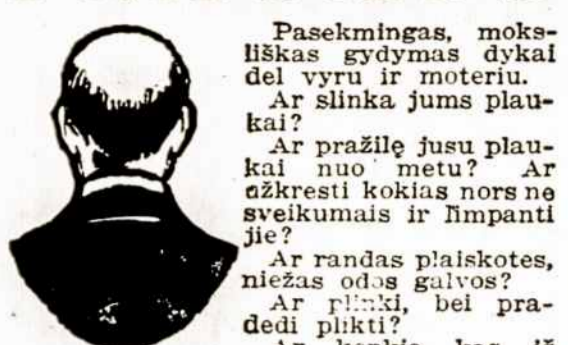 Pasekmingas, moks-
liškas gydymas dykai
del vyru ir moteriu.
Ar slinka jums plau-
kai?
Ar pražilę jusu plau-
kai nuo metu? Ar
ažkresti kokias nors ne
sveikumais ir limpanti
jie?
Ar randas plaiskotes,
niežas odos galvos?
Ar plinki, bei pra-
dedi plikti?